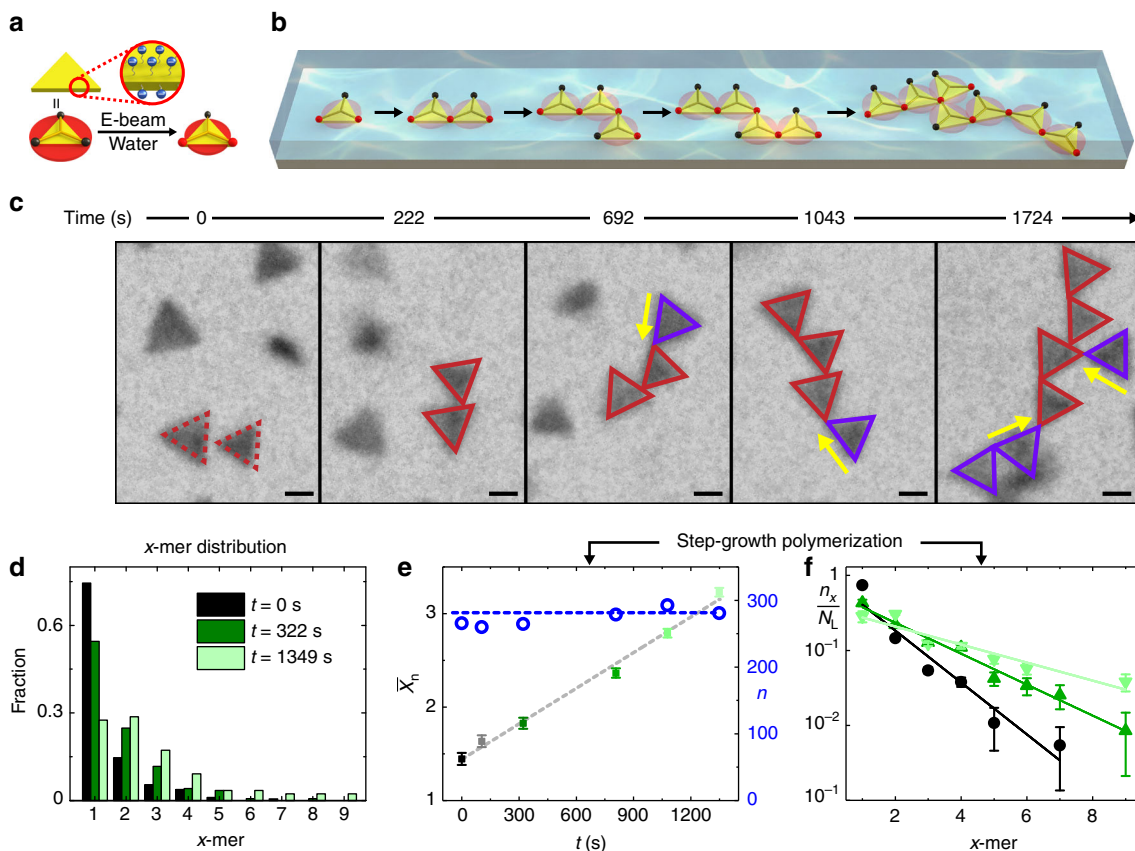 a
E-beam
Water
b
c
Time (s) 0 222 692 1043 1724
d
x-mer distribution
t = 0 s
t = 322 s
t = 1349 s
0.6
0.3
0
Fraction
1 2 3 4 5 6 7 8 9
x-mer
Step-growth polymerization
e
3
2
1
X̅n
300
200
100
0
n
0 300 600 900 1200
t (s)
f
1
10⁻¹
10⁻²
10⁻¹
nx
NL
2 4 6 8
x-mer